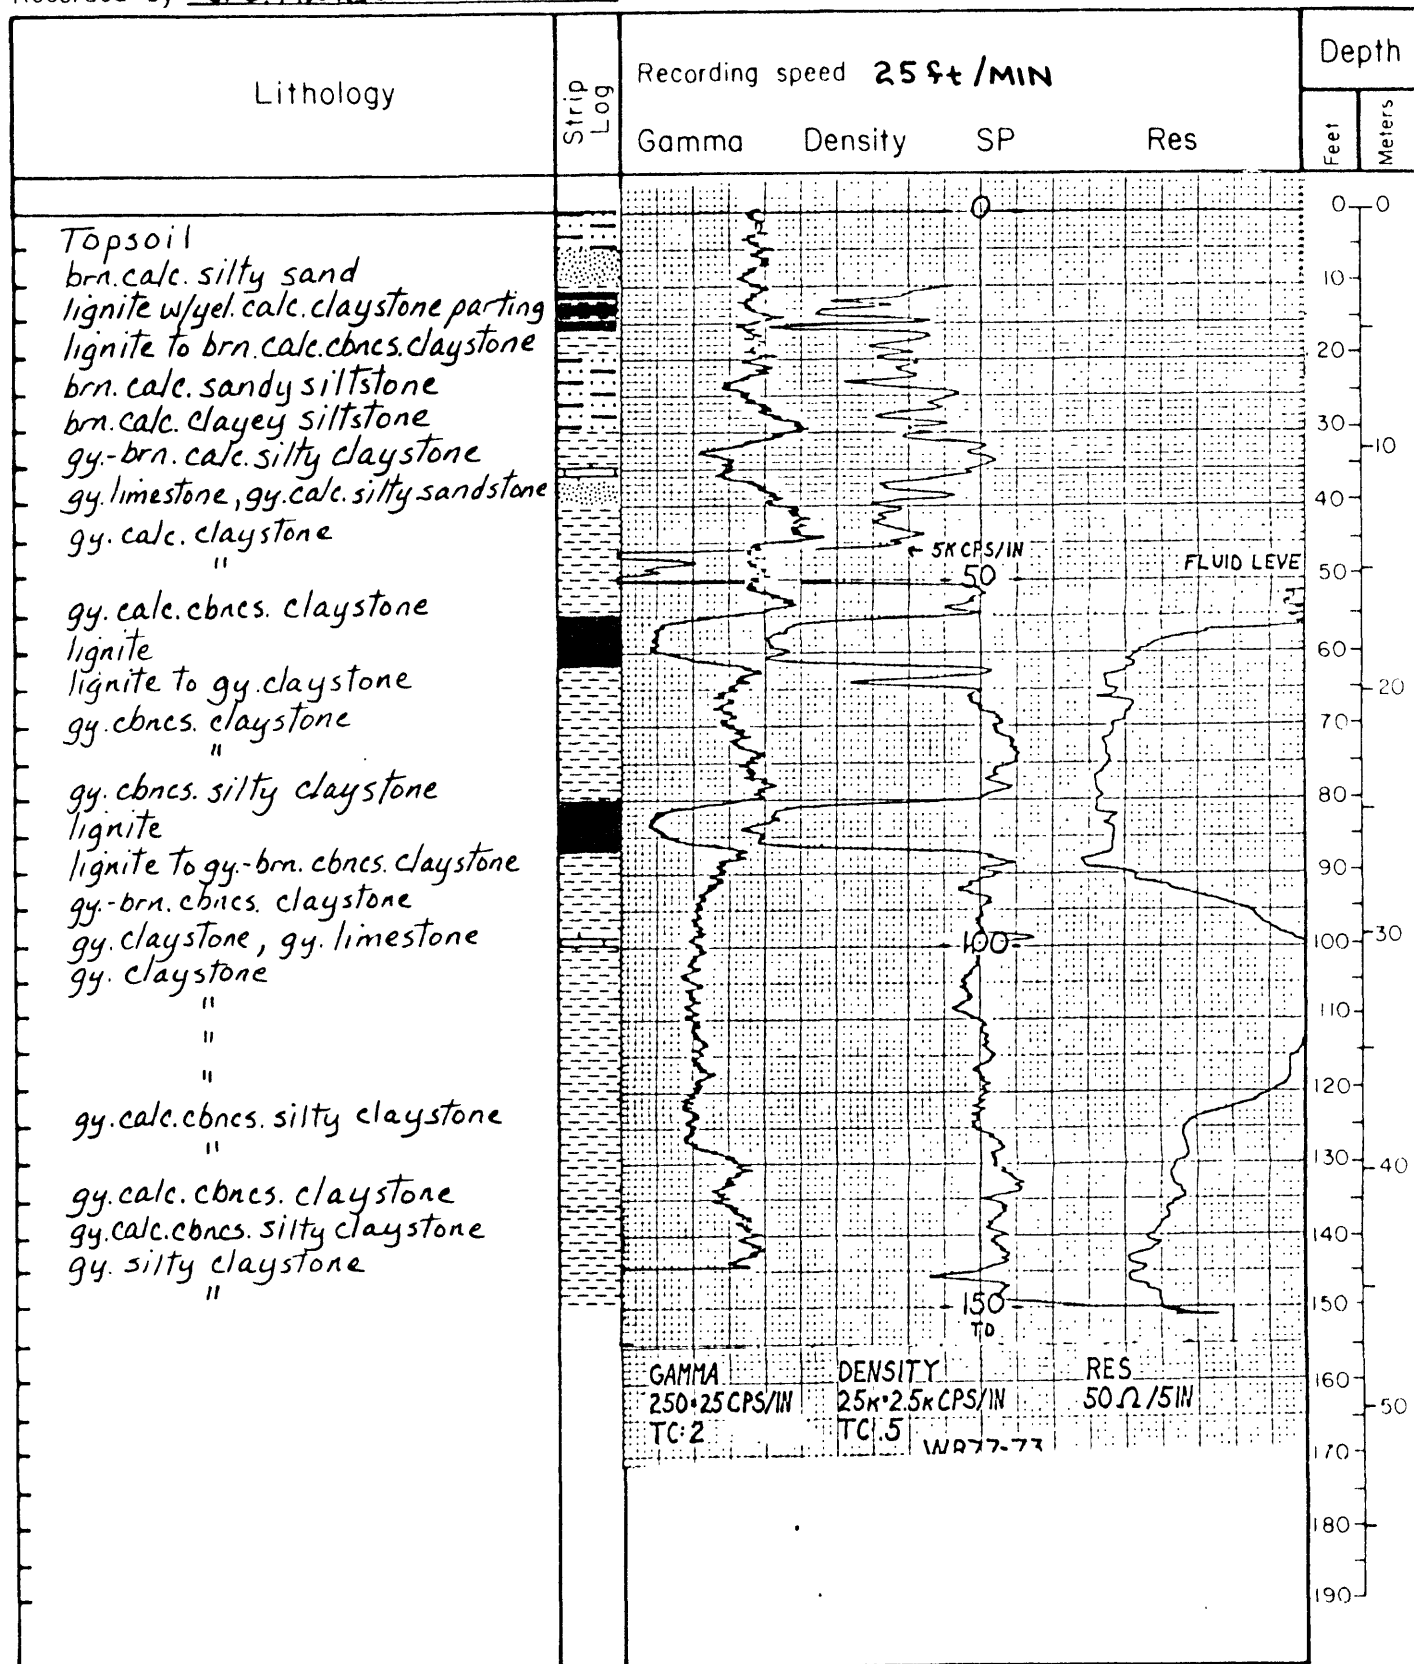 Recorded by
Lithology
Strip Log
Recording speed 25 ft/MIN
Gamma Density SP Res
Depth
Feet
Meters
Topsoil
brn. calc. silty sand
lignite w/yel. calc. claystone parting
lignite to brn. calc. cbncs. claystone
brn. calc. sandy siltstone
brn. calc. clayey siltstone
gy.-brn. calc. silty claystone
gy. limestone, gy. calc. silty sandstone
gy. calc. claystone
"
gy. calc. cbncs. claystone
lignite
lignite to gy. claystone
gy. cbncs. claystone
"
gy. cbncs. silty claystone
lignite
lignite to gy.-brn. cbncs. claystone
gy.-brn. cbncs. claystone
gy. claystone, gy. limestone
gy. claystone
"
"
"
gy. calc. cbncs. silty claystone
"
gy. calc. cbncs. claystone
gy. calc. cbncs. silty claystone
gy. silty claystone
"
0
5K CPS/IN
50
FLUID LEVE
100
150
TD
GAMMA
250·25 CPS/IN
TC:2
DENSITY
25K·2.5K CPS/IN
TC .5
RES
50Ω/5IN
WR77-73
0
10
20
30
40
50
60
70
80
90
100
110
120
130
140
150
160
170
180
190
0
10
20
30
40
50